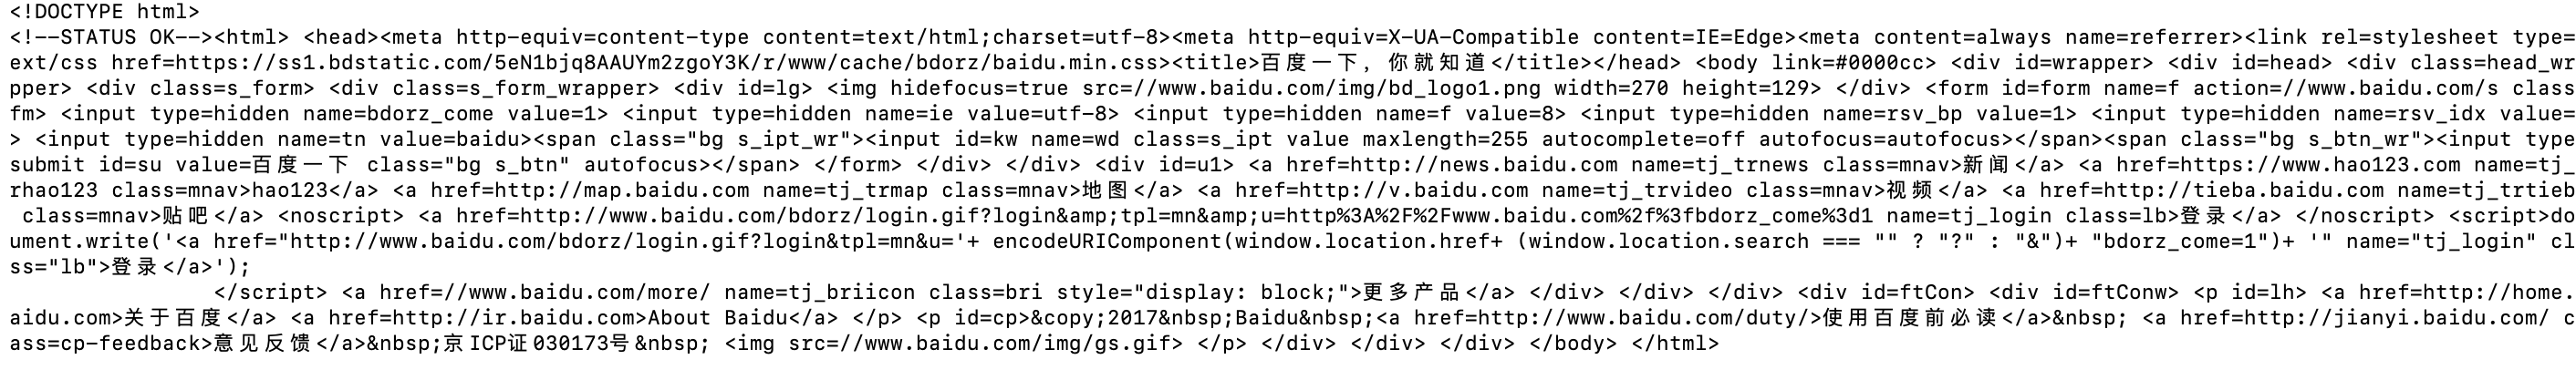 <!DOCTYPE html>
<!--STATUS OK--><html> <head><meta http-equiv=content-type content=text/html;charset=utf-8><meta http-equiv=X-UA-Compatible content=IE=Edge><meta content=always name=referrer><link rel=stylesheet type=
ext/css href=https://ss1.bdstatic.com/5eN1bjq8AAUYm2zgoY3K/r/www/cache/bdorz/baidu.min.css><title>百度一下，你就知道</title></head> <body link=#0000cc> <div id=wrapper> <div id=head> <div class=head_wr
pper> <div class=s_form> <div class=s_form_wrapper> <div id=lg> <img hidefocus=true src=//www.baidu.com/img/bd_logo1.png width=270 height=129> </div> <form id=form name=f action=//www.baidu.com/s class
fm> <input type=hidden name=bdorz_come value=1> <input type=hidden name=ie value=utf-8> <input type=hidden name=f value=8> <input type=hidden name=rsv_bp value=1> <input type=hidden name=rsv_idx value=
> <input type=hidden name=tn value=baidu><span class="bg s_ipt_wr"><input id=kw name=wd class=s_ipt value maxlength=255 autocomplete=off autofocus=autofocus></span><span class="bg s_btn_wr"><input type
submit id=su value=百度一下 class="bg s_btn" autofocus></span> </form> </div> </div> <div id=u1> <a href=http://news.baidu.com name=tj_trnews class=mnav>新闻</a> <a href=https://www.hao123.com name=tj_
rhao123 class=mnav>hao123</a> <a href=http://map.baidu.com name=tj_trmap class=mnav>地图</a> <a href=http://v.baidu.com name=tj_trvideo class=mnav>视频</a> <a href=http://tieba.baidu.com name=tj_trtieb
 class=mnav>贴吧</a> <noscript> <a href=http://www.baidu.com/bdorz/login.gif?login&amp;tpl=mn&amp;u=http%3A%2F%2Fwww.baidu.com%2f%3fbdorz_come%3d1 name=tj_login class=lb>登录</a> </noscript> <script>do
ument.write('<a href="http://www.baidu.com/bdorz/login.gif?login&tpl=mn&u='+ encodeURIComponent(window.location.href+ (window.location.search === "" ? "?" : "&")+ "bdorz_come=1")+ '" name="tj_login" cl
ss="lb">登录</a>');
                </script> <a href=//www.baidu.com/more/ name=tj_briicon class=bri style="display: block;">更多产品</a> </div> </div> </div> <div id=ftCon> <div id=ftConw> <p id=lh> <a href=http://home.
aidu.com>关于百度</a> <a href=http://ir.baidu.com>About Baidu</a> </p> <p id=cp>&copy;2017&nbsp;Baidu&nbsp;<a href=http://www.baidu.com/duty/>使用百度前必读</a>&nbsp; <a href=http://jianyi.baidu.com/ c
ass=cp-feedback>意见反馈</a>&nbsp;京ICP证030173号&nbsp; <img src=//www.baidu.com/img/gs.gif> </p> </div> </div> </div> </body> </html>